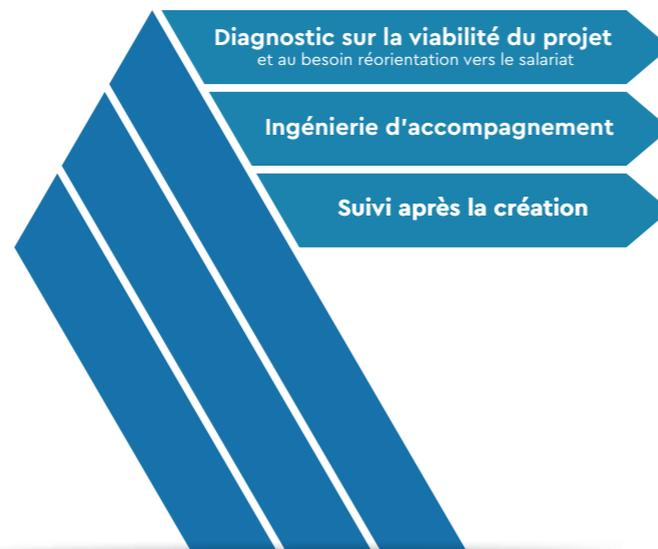 Diagnostic sur la viabilité du projet
et au besoin réorientation vers le salariat
Ingénierie d'accompagnement
Suivi après la création